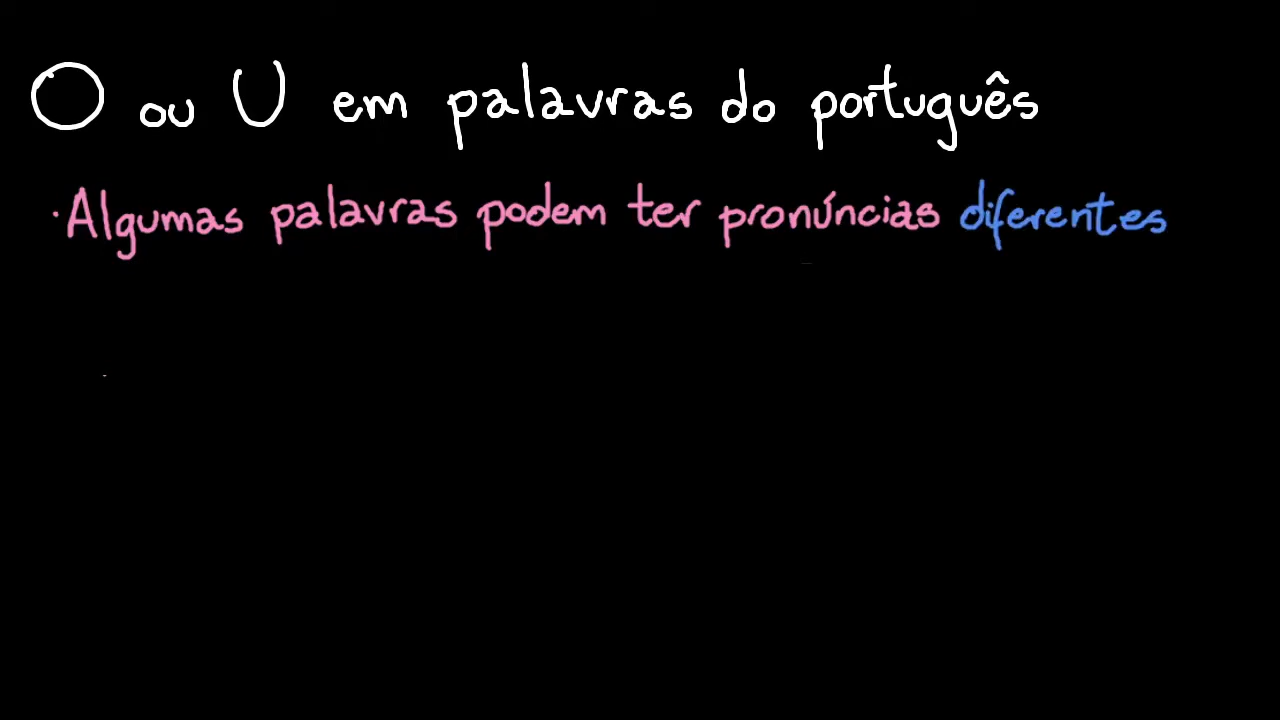 O ou U em palavras do português
· Algumas palavras podem ter pronúncias diferentes